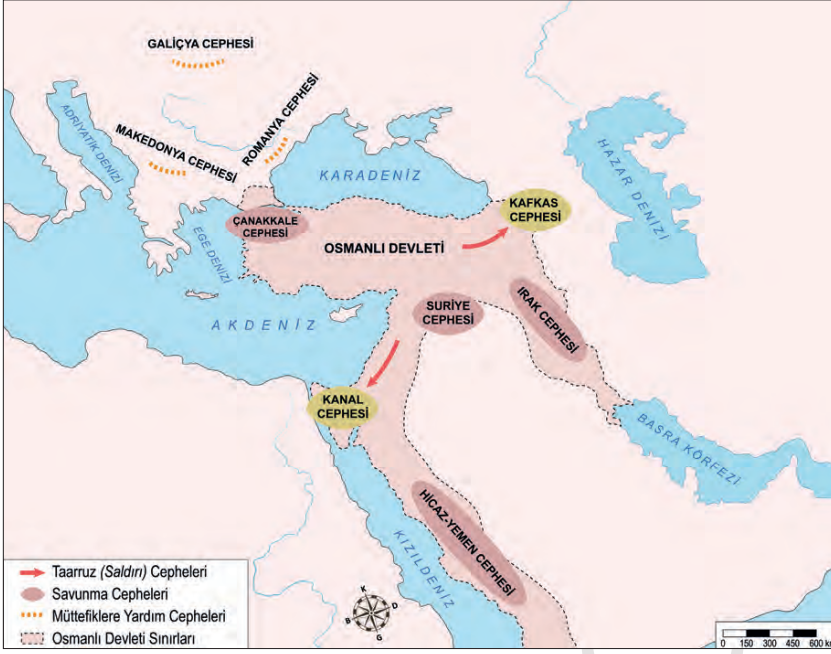 GALİÇYA CEPHESİ
ROMANYA CEPHESİ
MAKEDONYA CEPHESİ
ADRİYATİK DENİZİ
KARADENİZ
HAZAR DENİZİ
KAFKAS
CEPHESİ
ÇANAKKALE
CEPHESİ
EGE DENİZİ
OSMANLI DEVLETİ
SURİYE
CEPHESİ
IRAK CEPHESİ
AKDENİZ
KANAL
CEPHESİ
BASRA KÖRFEZİ
HİCAZ-YEMEN CEPHESİ
KIZILDENİZ
Taarruz (Saldırı) Cepheleri
Savunma Cepheleri
Müttefiklere Yardım Cepheleri
Osmanlı Devleti Sınırları
K
B
D
G
0 150 300 450 600 km